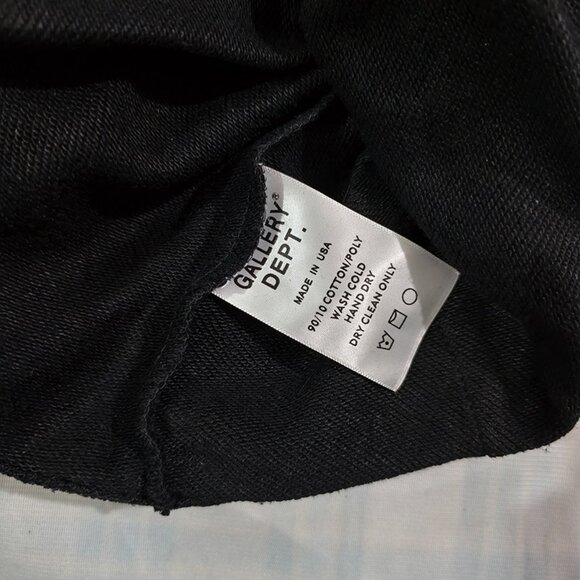 GALLERY®
DEPT.
MADE IN USA
90/10 COTTON/POLY
WASH COLD
HAND DRY
DRY CLEAN ONLY